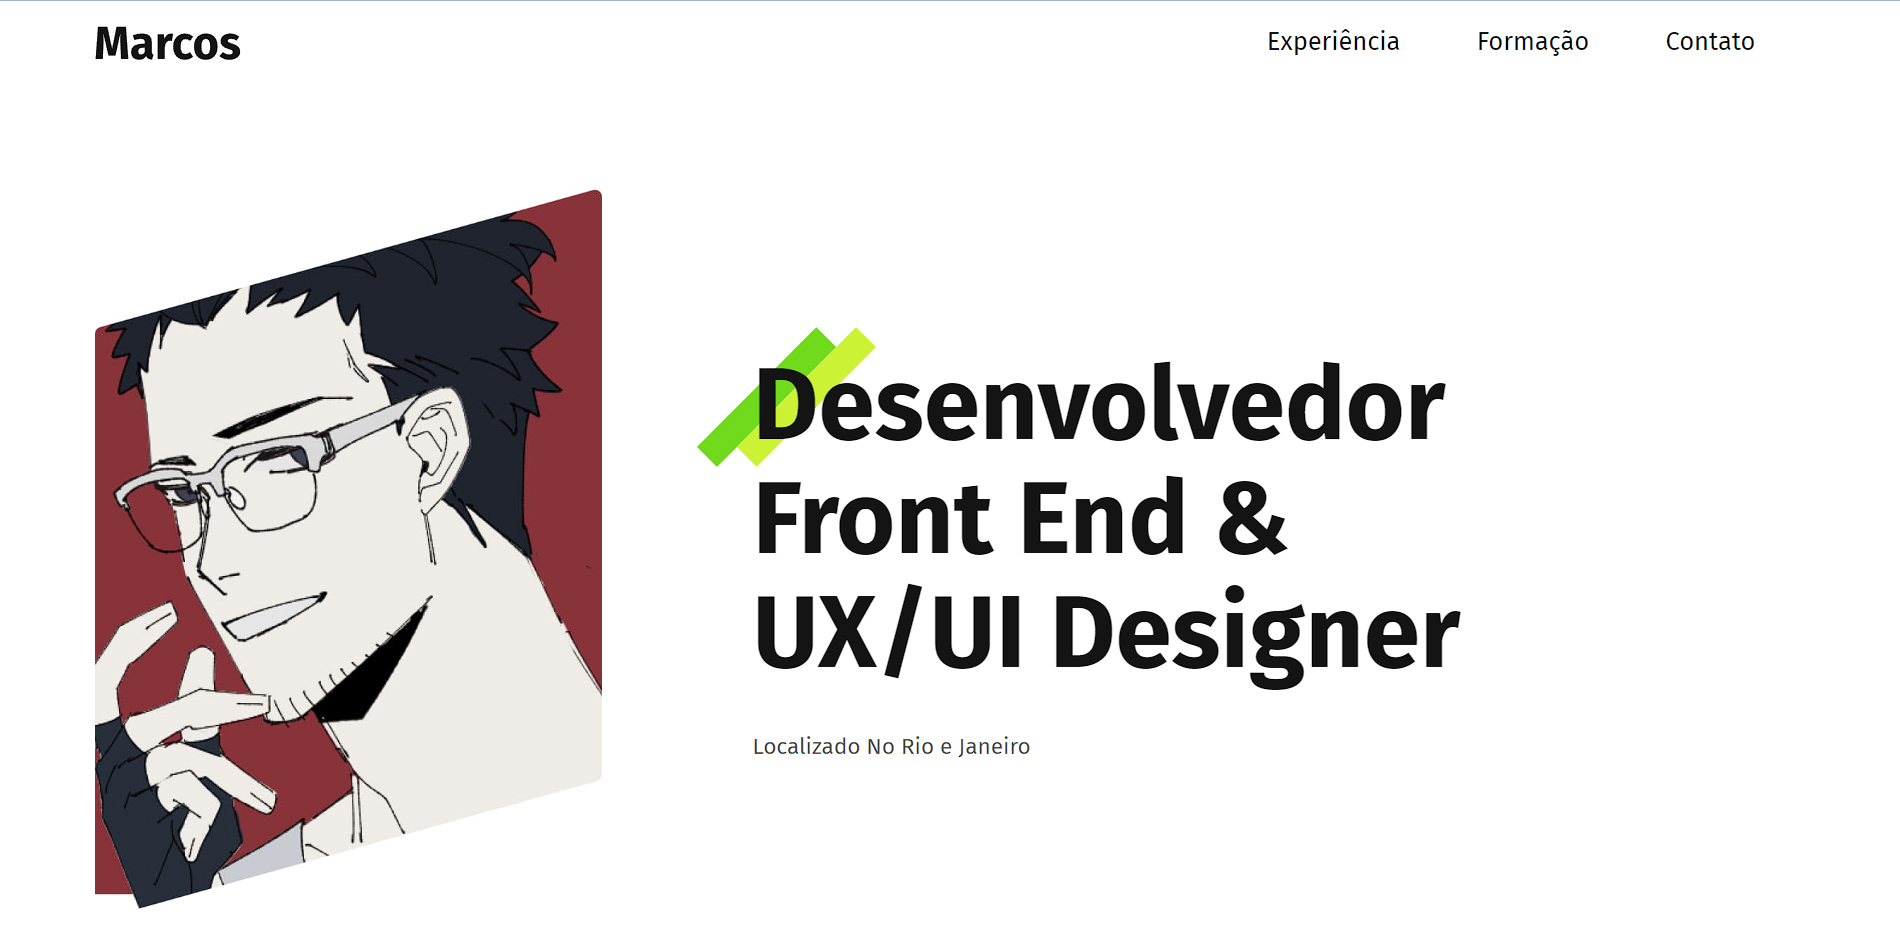 Marcos
Experiência Formação Contato
Desenvolvedor
Front End &
UX/UI Designer
Localizado No Rio e Janeiro